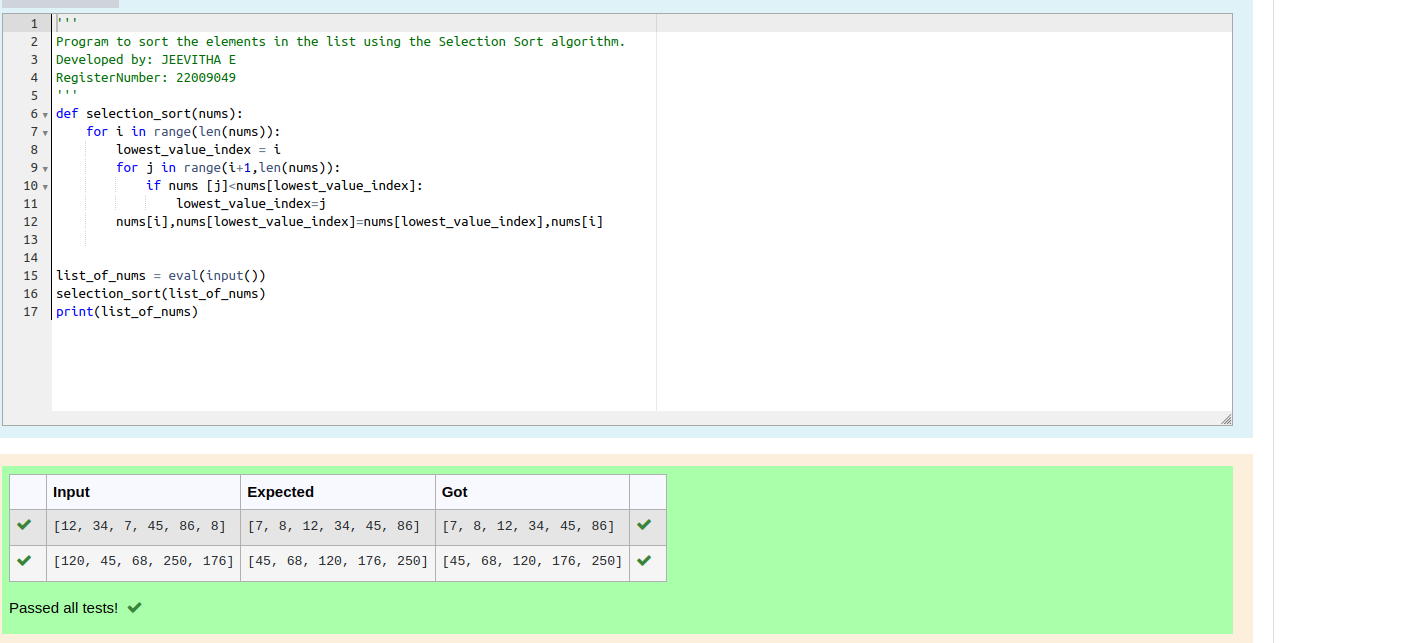 1 '''
2 Program to sort the elements in the list using the Selection Sort algorithm.
3 Developed by: JEEVITHA E
4 RegisterNumber: 22009049
5 '''
6 def selection_sort(nums):
7     for i in range(len(nums)):
8         lowest_value_index = i
9         for j in range(i+1,len(nums)):
10             if nums [j]<nums[lowest_value_index]:
11                 lowest_value_index=j
12         nums[i],nums[lowest_value_index]=nums[lowest_value_index],nums[i]
13
14
15 list_of_nums = eval(input())
16 selection_sort(list_of_nums)
17 print(list_of_nums)
Input Expected Got
[12, 34, 7, 45, 86, 8] [7, 8, 12, 34, 45, 86] [7, 8, 12, 34, 45, 86]
[120, 45, 68, 250, 176] [45, 68, 120, 176, 250] [45, 68, 120, 176, 250]
Passed all tests!